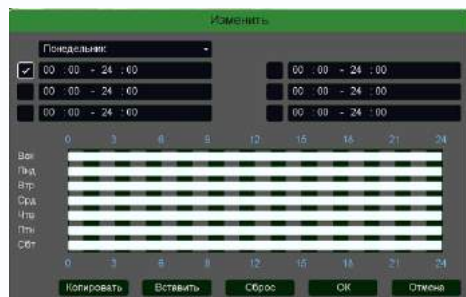 Изменить
Понедельник
00 :00 - 24 :00 00 :00 - 24 :00
00 :00 - 24 :00 00 :00 - 24 :00
00 :00 - 24 :00 00 :00 - 24 :00
0 3 6 9 12 15 18 21 24
Вск
Пнд
Втр
Срд
Чтв
Птн
Сбт
0 3 6 9 12 15 18 21 24
Копировать Вставить Сброс ОК Отмена